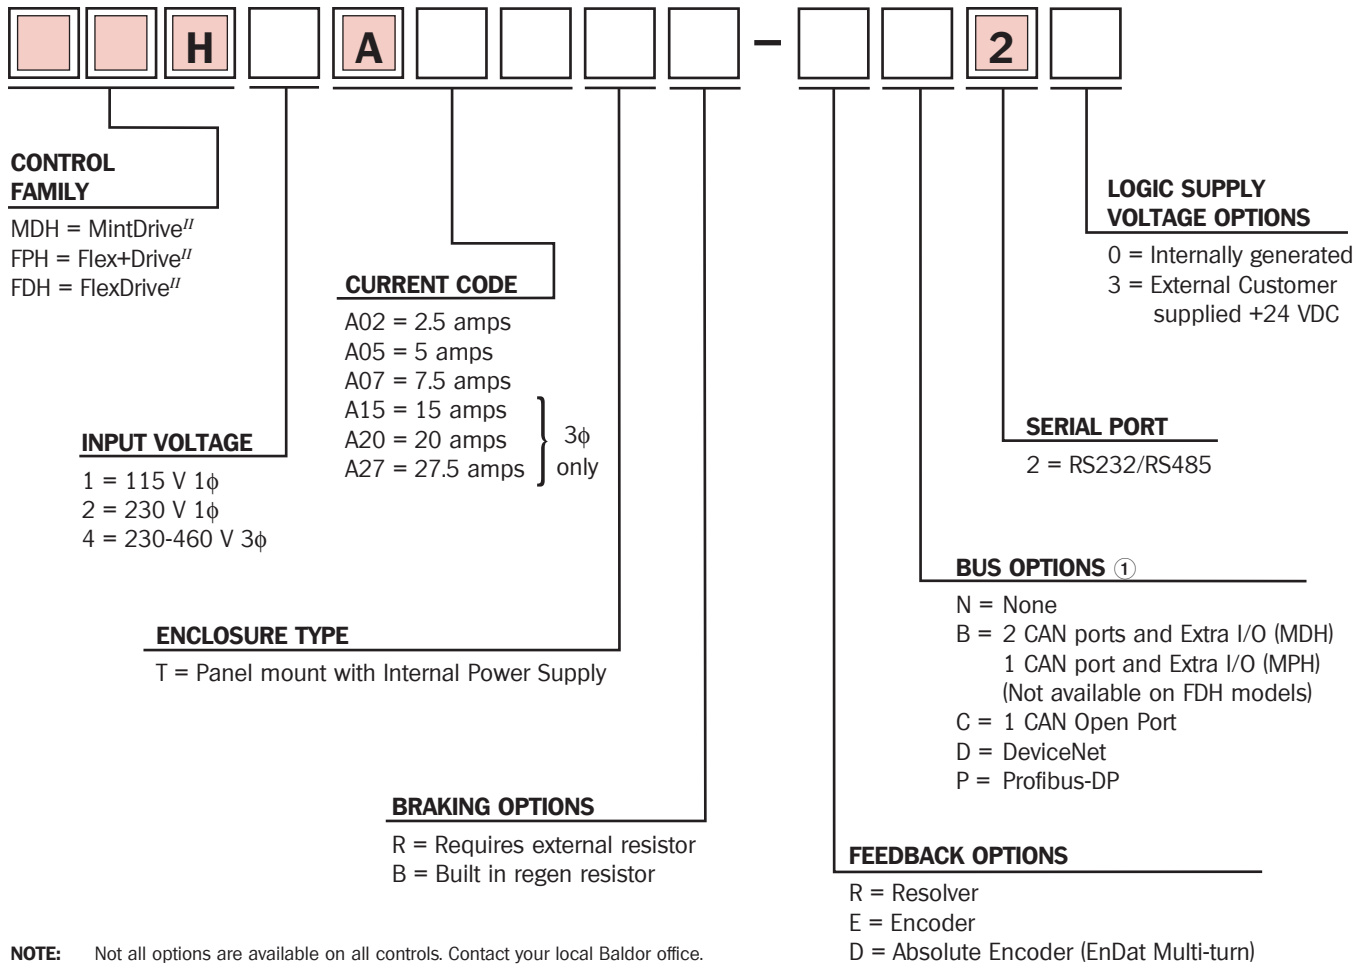 H A – 2
CONTROL
FAMILY
MDH = MintDriveᴵᴵ
FPH = Flex+Driveᴵᴵ
FDH = FlexDriveᴵᴵ
LOGIC SUPPLY
VOLTAGE OPTIONS
0 = Internally generated
3 = External Customer
supplied +24 VDC
CURRENT CODE
A02 = 2.5 amps
A05 = 5 amps
A07 = 7.5 amps
A15 = 15 amps
A20 = 20 amps
A27 = 27.5 amps
3ϕ
only
INPUT VOLTAGE
1 = 115 V 1ϕ
2 = 230 V 1ϕ
4 = 230-460 V 3ϕ
SERIAL PORT
2 = RS232/RS485
BUS OPTIONS ①
N = None
B = 2 CAN ports and Extra I/O (MDH)
1 CAN port and Extra I/O (MPH)
(Not available on FDH models)
C = 1 CAN Open Port
D = DeviceNet
P = Profibus-DP
ENCLOSURE TYPE
T = Panel mount with Internal Power Supply
BRAKING OPTIONS
R = Requires external resistor
B = Built in regen resistor
FEEDBACK OPTIONS
R = Resolver
E = Encoder
D = Absolute Encoder (EnDat Multi-turn)
NOTE: Not all options are available on all controls. Contact your local Baldor office.